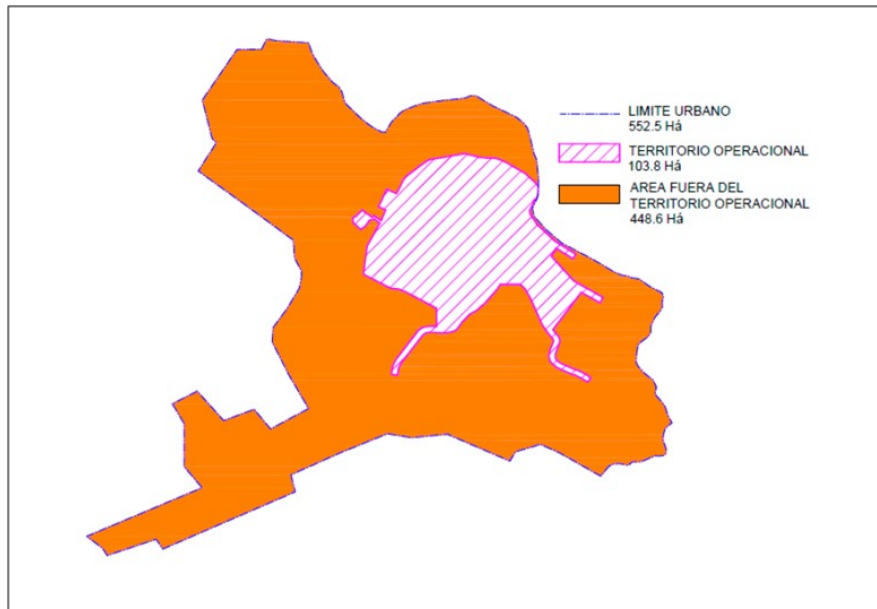 LIMITE URBANO
552.5 Há
TERRITORIO OPERACIONAL
103.8 Há
AREA FUERA DEL
TERRITORIO OPERACIONAL
448.6 Há